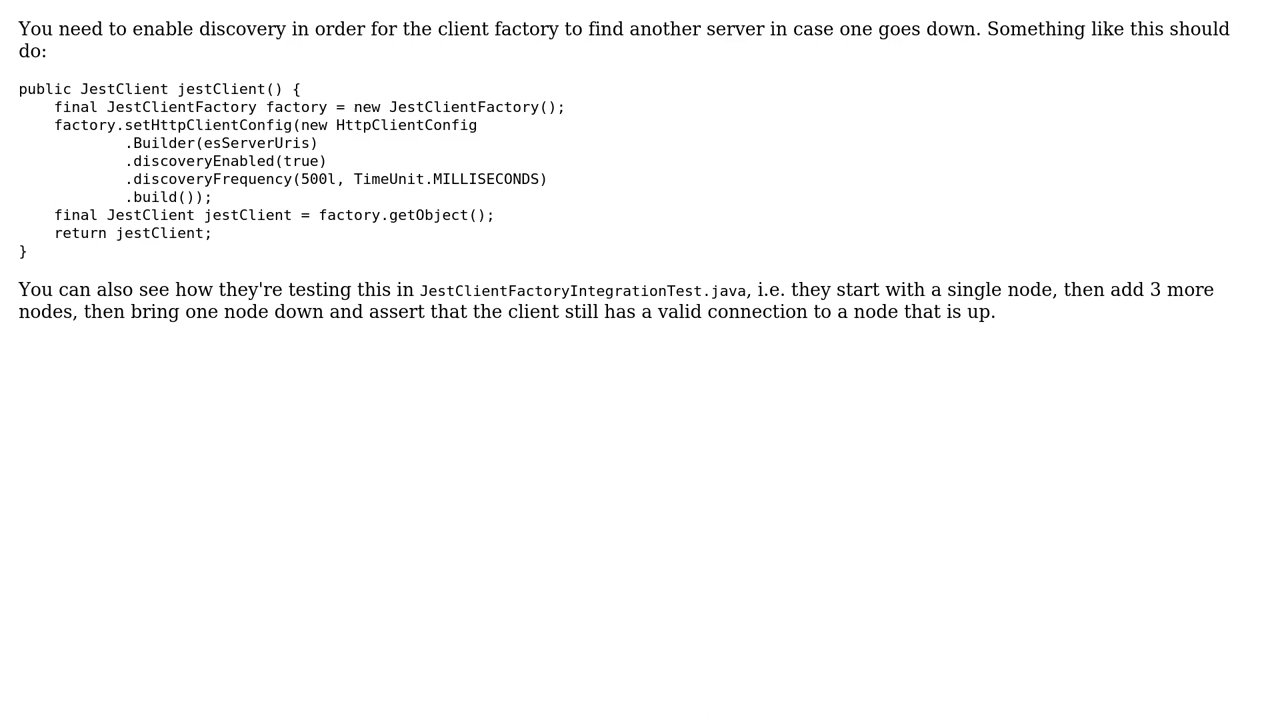 You need to enable discovery in order for the client factory to find another server in case one goes down. Something like this should
do:
public JestClient jestClient() {
    final JestClientFactory factory = new JestClientFactory();
    factory.setHttpClientConfig(new HttpClientConfig
            .Builder(esServerUris)
            .discoveryEnabled(true)
            .discoveryFrequency(500l, TimeUnit.MILLISECONDS)
            .build());
    final JestClient jestClient = factory.getObject();
    return jestClient;
}
You can also see how they're testing this in JestClientFactoryIntegrationTest.java, i.e. they start with a single node, then add 3 more
nodes, then bring one node down and assert that the client still has a valid connection to a node that is up.